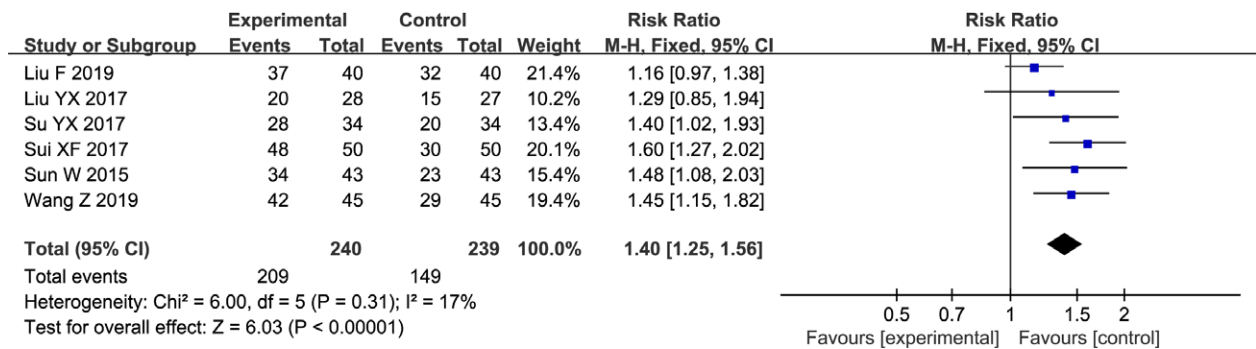 Experimental Control Risk Ratio Risk Ratio
Study or Subgroup Events Total Events Total Weight M-H, Fixed, 95% CI M-H, Fixed, 95% CI
Liu F 2019 37 40 32 40 21.4% 1.16 [0.97, 1.38]
Liu YX 2017 20 28 15 27 10.2% 1.29 [0.85, 1.94]
Su YX 2017 28 34 20 34 13.4% 1.40 [1.02, 1.93]
Sui XF 2017 48 50 30 50 20.1% 1.60 [1.27, 2.02]
Sun W 2015 34 43 23 43 15.4% 1.48 [1.08, 2.03]
Wang Z 2019 42 45 29 45 19.4% 1.45 [1.15, 1.82]
Total (95% CI) 240 239 100.0% 1.40 [1.25, 1.56]
Total events 209 149
Heterogeneity: Chi² = 6.00, df = 5 (P = 0.31); I² = 17%
Test for overall effect: Z = 6.03 (P < 0.00001)
0.5 0.7 1 1.5 2
Favours [experimental] Favours [control]